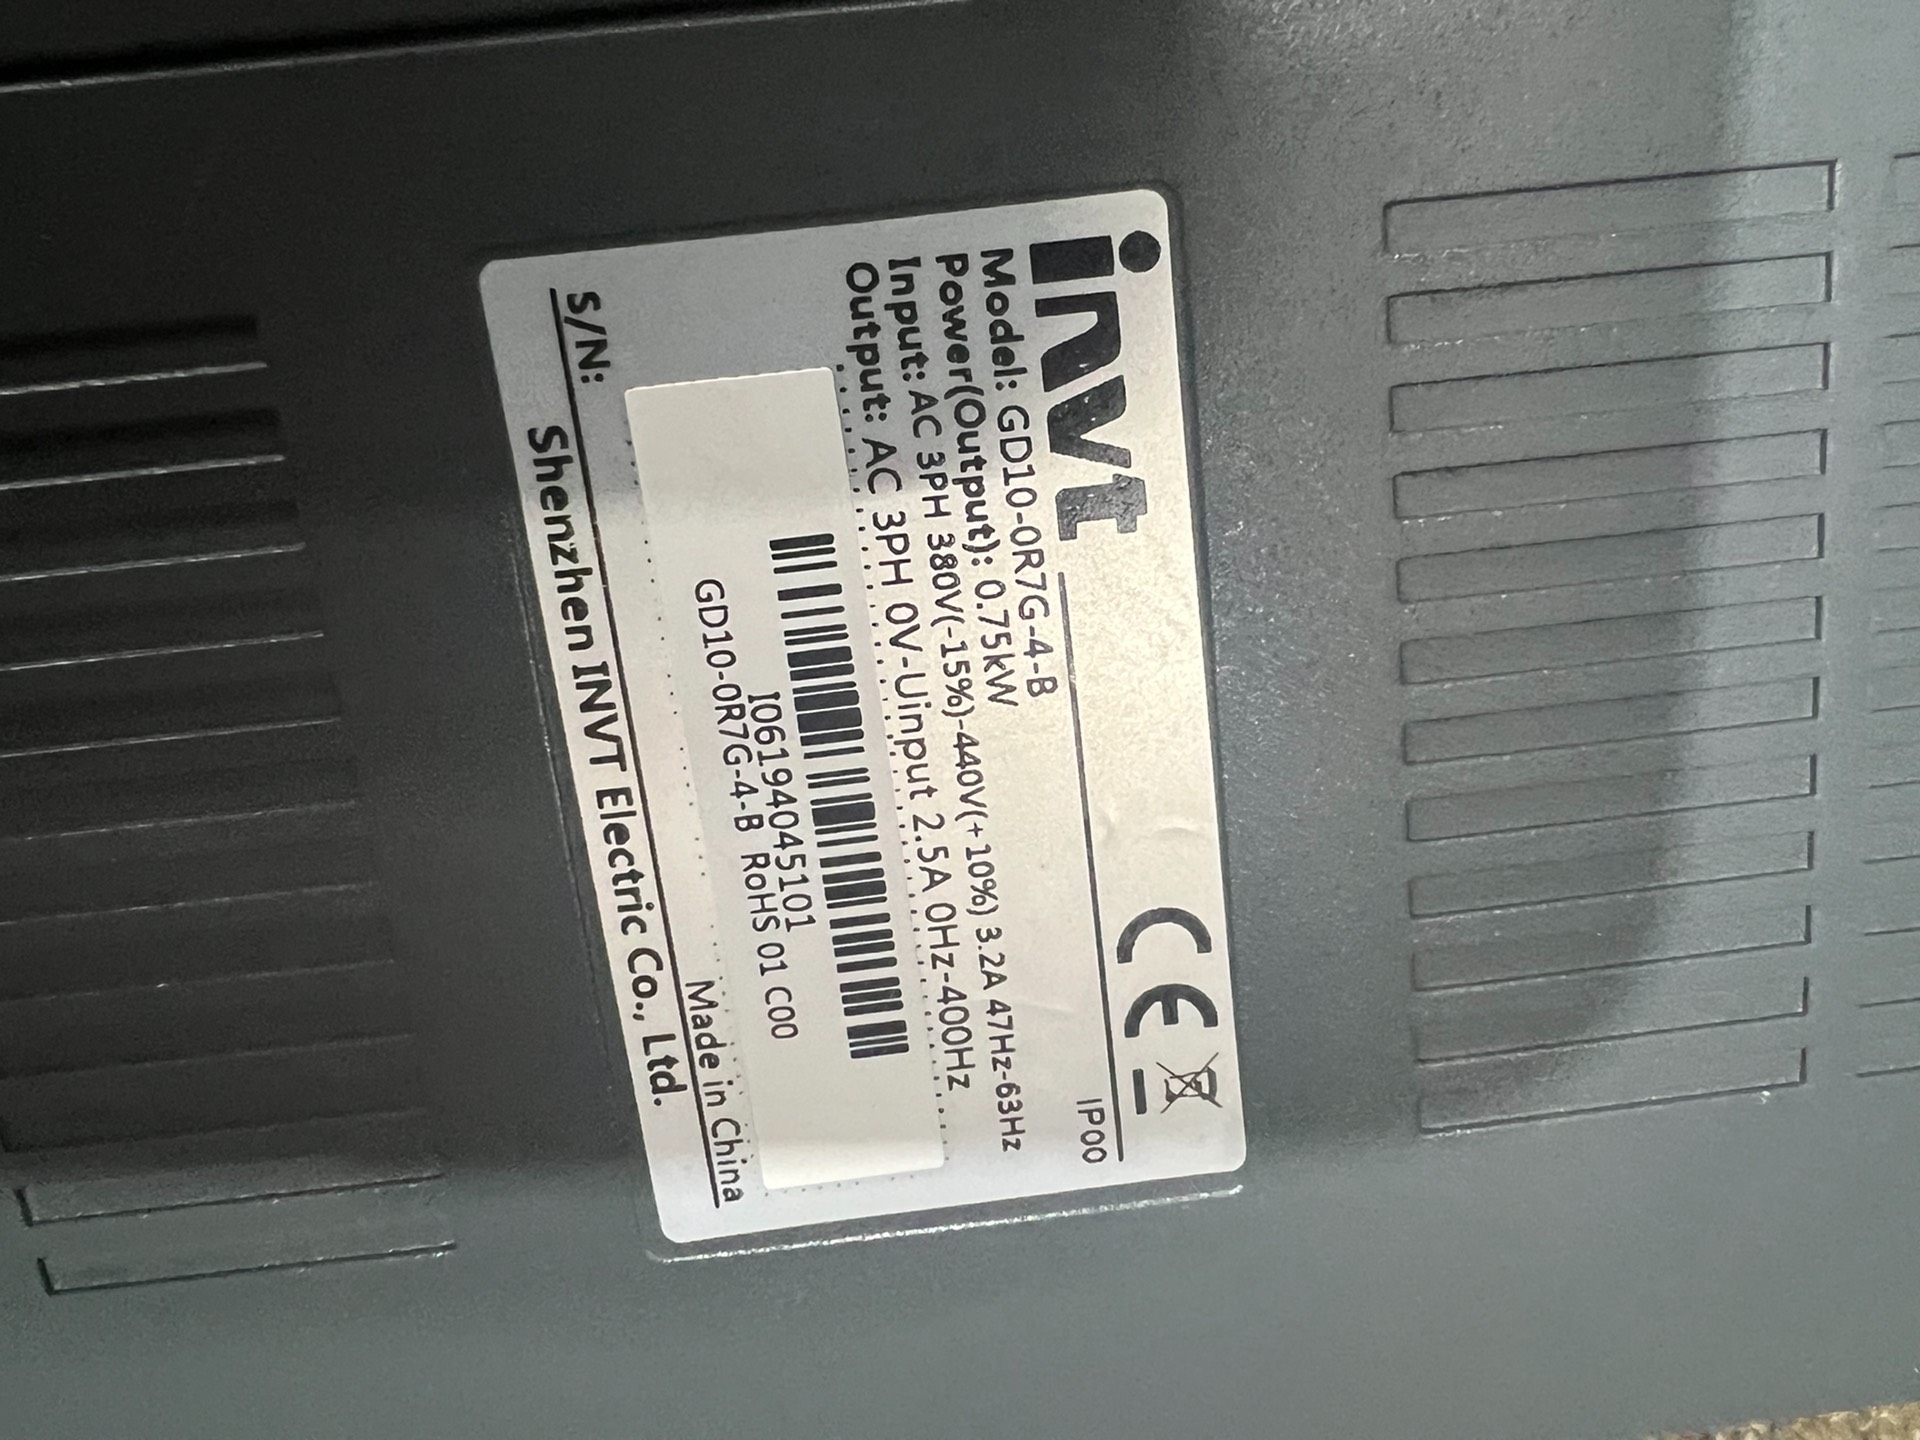 invt
CE
IP00
Model: GD10-0R7G-4-B
Power(Output): 0.75kW
Input: AC 3PH 380V(-15%)-440V(+10%) 3.2A 47Hz-63Hz
Output: AC 3PH 0V-Uinput 2.5A 0Hz-400Hz
I06194045101
GD10-0R7G-4-B RoHS 01 C00
S/N:
Made in China
Shenzhen INVT Electric Co., Ltd.